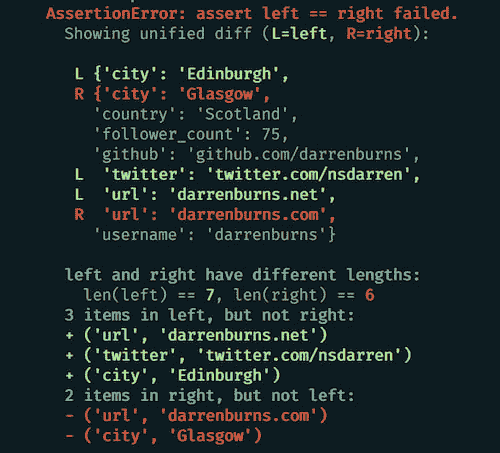 AssertionError: assert left == right failed.
Showing unified diff (L=left, R=right):
L {'city': 'Edinburgh',
R {'city': 'Glasgow',
'country': 'Scotland',
'follower_count': 75,
'github': 'github.com/darrenburns',
L 'twitter': 'twitter.com/nsdarren',
L 'url': 'darrenburns.net',
R 'url': 'darrenburns.com',
'username': 'darrenburns'}
left and right have different lengths:
len(left) == 7, len(right) == 6
3 items in left, but not right:
+ ('url', 'darrenburns.net')
+ ('twitter', 'twitter.com/nsdarren')
+ ('city', 'Edinburgh')
2 items in right, but not left:
- ('url', 'darrenburns.com')
- ('city', 'Glasgow')